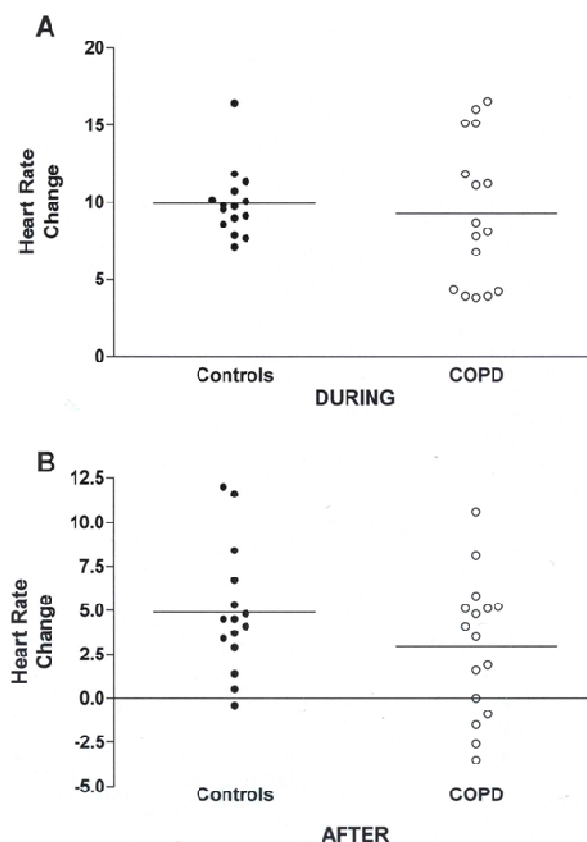 A
20
15
10
5
0
Heart Rate
Change
Controls COPD
DURING
B
12.5
10.0
7.5
5.0
2.5
0.0
-2.5
-5.0
Heart Rate
Change
Controls COPD
AFTER